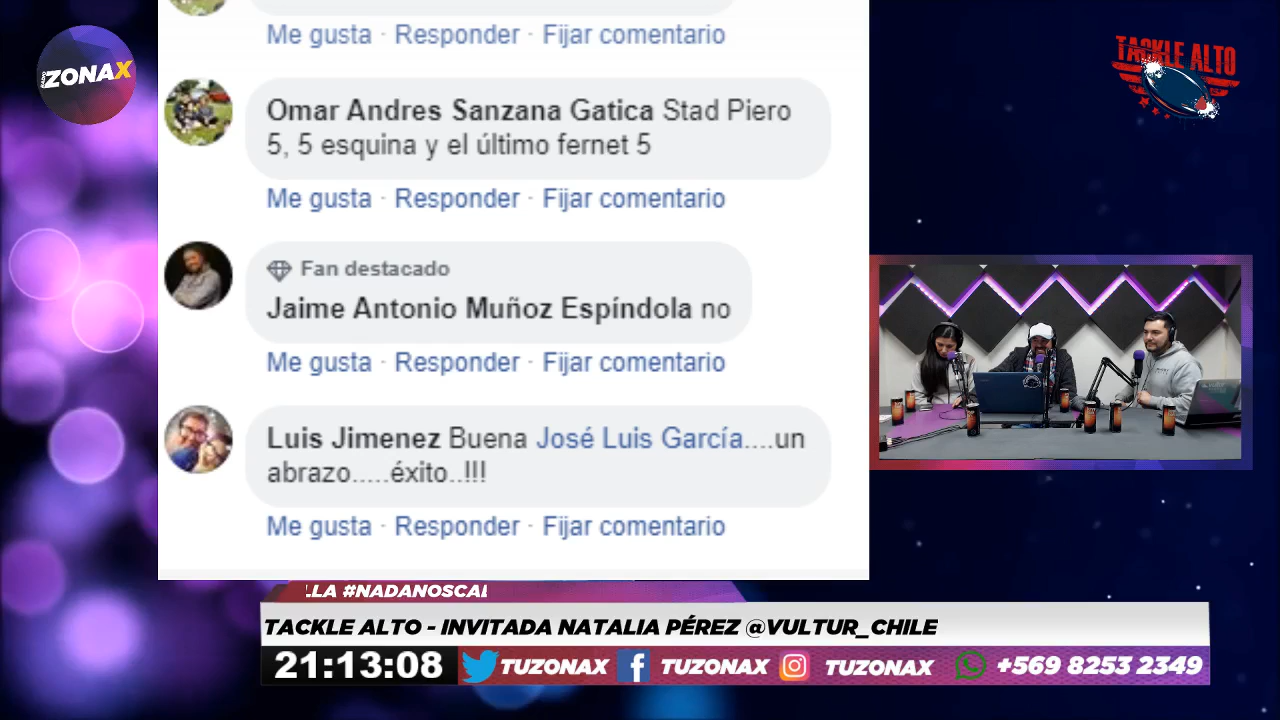 Me gusta · Responder · Fijar comentario
ZONAX
TACKLE ALTO
Omar Andres Sanzana Gatica Stad Piero
5, 5 esquina y el último fernet 5
Me gusta · Responder · Fijar comentario
Fan destacado
Jaime Antonio Muñoz Espíndola no
Me gusta · Responder · Fijar comentario
Luis Jimenez Buena José Luis García....un
abrazo.....éxito..!!!
Me gusta · Responder · Fijar comentario
LLA #NADANOSCAL
TACKLE ALTO - INVITADA NATALIA PÉREZ @VULTUR_CHILE
21:13:08 TUZONAX TUZONAX TUZONAX +569 8253 2349